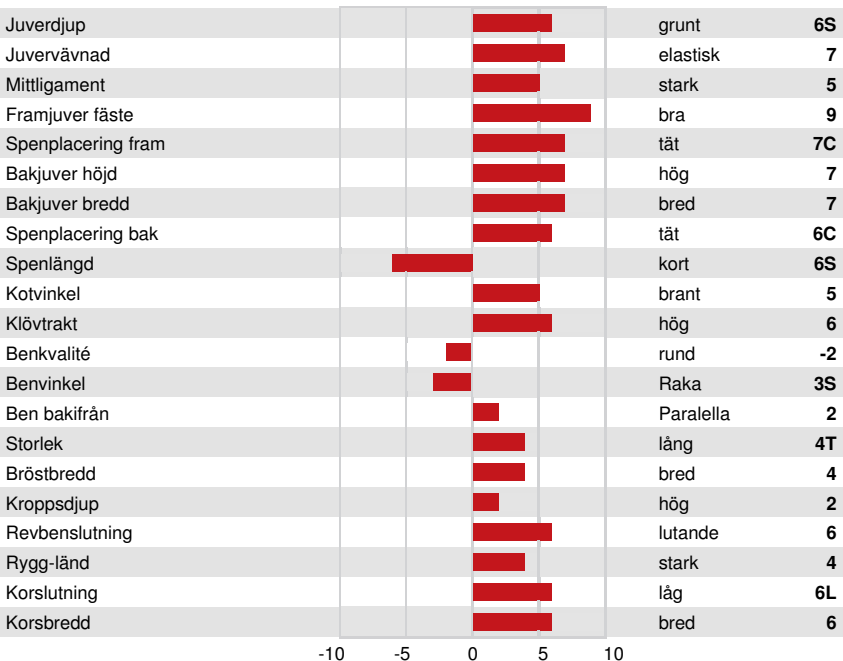 Juverdjup grunt 6S
Juvervävnad elastisk 7
Mittligament stark 5
Framjuver fäste bra 9
Spenplacering fram tät 7C
Bakjuver höjd hög 7
Bakjuver bredd bred 7
Spenplacering bak tät 6C
Spenlängd kort 6S
Kotvinkel brant 5
Klövtrakt hög 6
Benkvalité rund -2
Benvinkel Raka 3S
Ben bakifrån Paralella 2
Storlek lång 4T
Bröstbredd bred 4
Kroppsdjup hög 2
Revbenslutning lutande 6
Rygg-länd stark 4
Korslutning låg 6L
Korsbredd bred 6
-10 -5 0 5 10